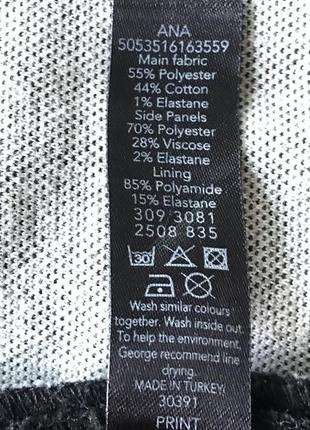 ANA
5053516163559
Main fabric
55% Polyester
44% Cotton
1% Elastane
Side Panels
70% Polyester
28% Viscose
2% Elastane
Lining
85% Polyamide
15% Elastane
309 3081
2508 835
30
Wash similar colours
together. Wash inside out.
To help the environment,
George recommend line
drying.
MADE IN TURKEY
30391
PRINT